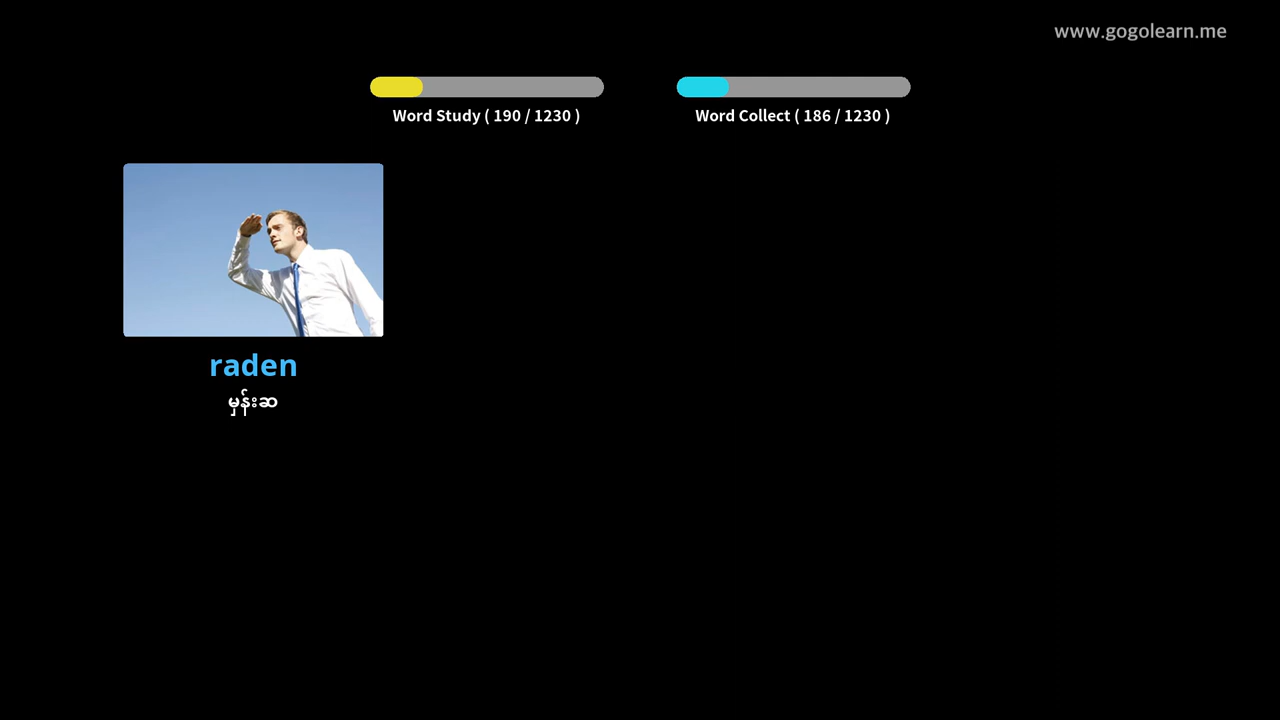 www.gogolearn.me
Word Study ( 190 / 1230 )
Word Collect ( 186 / 1230 )
raden
မှန်းဆ